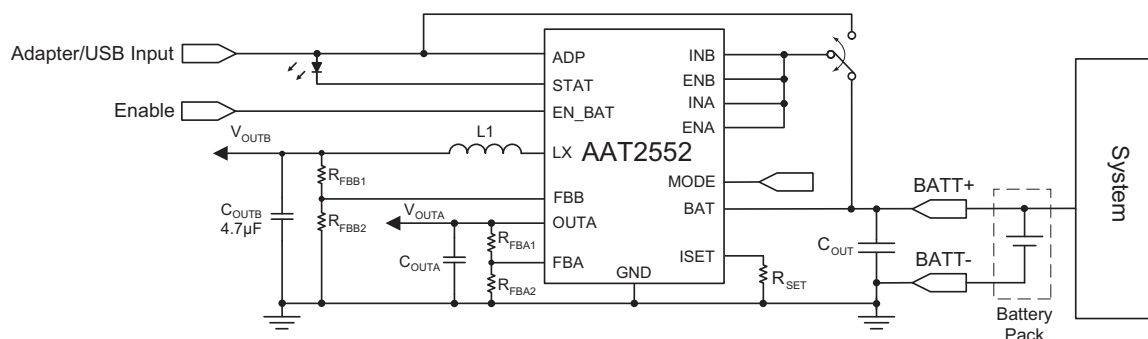 Adapter/USB Input
Enable
ADP
STAT
EN_BAT
LX
FBB
OUTA
FBA
AAT2552
GND
INB
ENB
INA
ENA
MODE
BAT
ISET
V_OUTB
L1
R_FBB1
R_FBB2
C_OUTB
4.7µF
V_OUTA
C_OUTA
R_FBA1
R_FBA2
R_SET
C_OUT
BATT+
BATT-
Battery
Pack
System